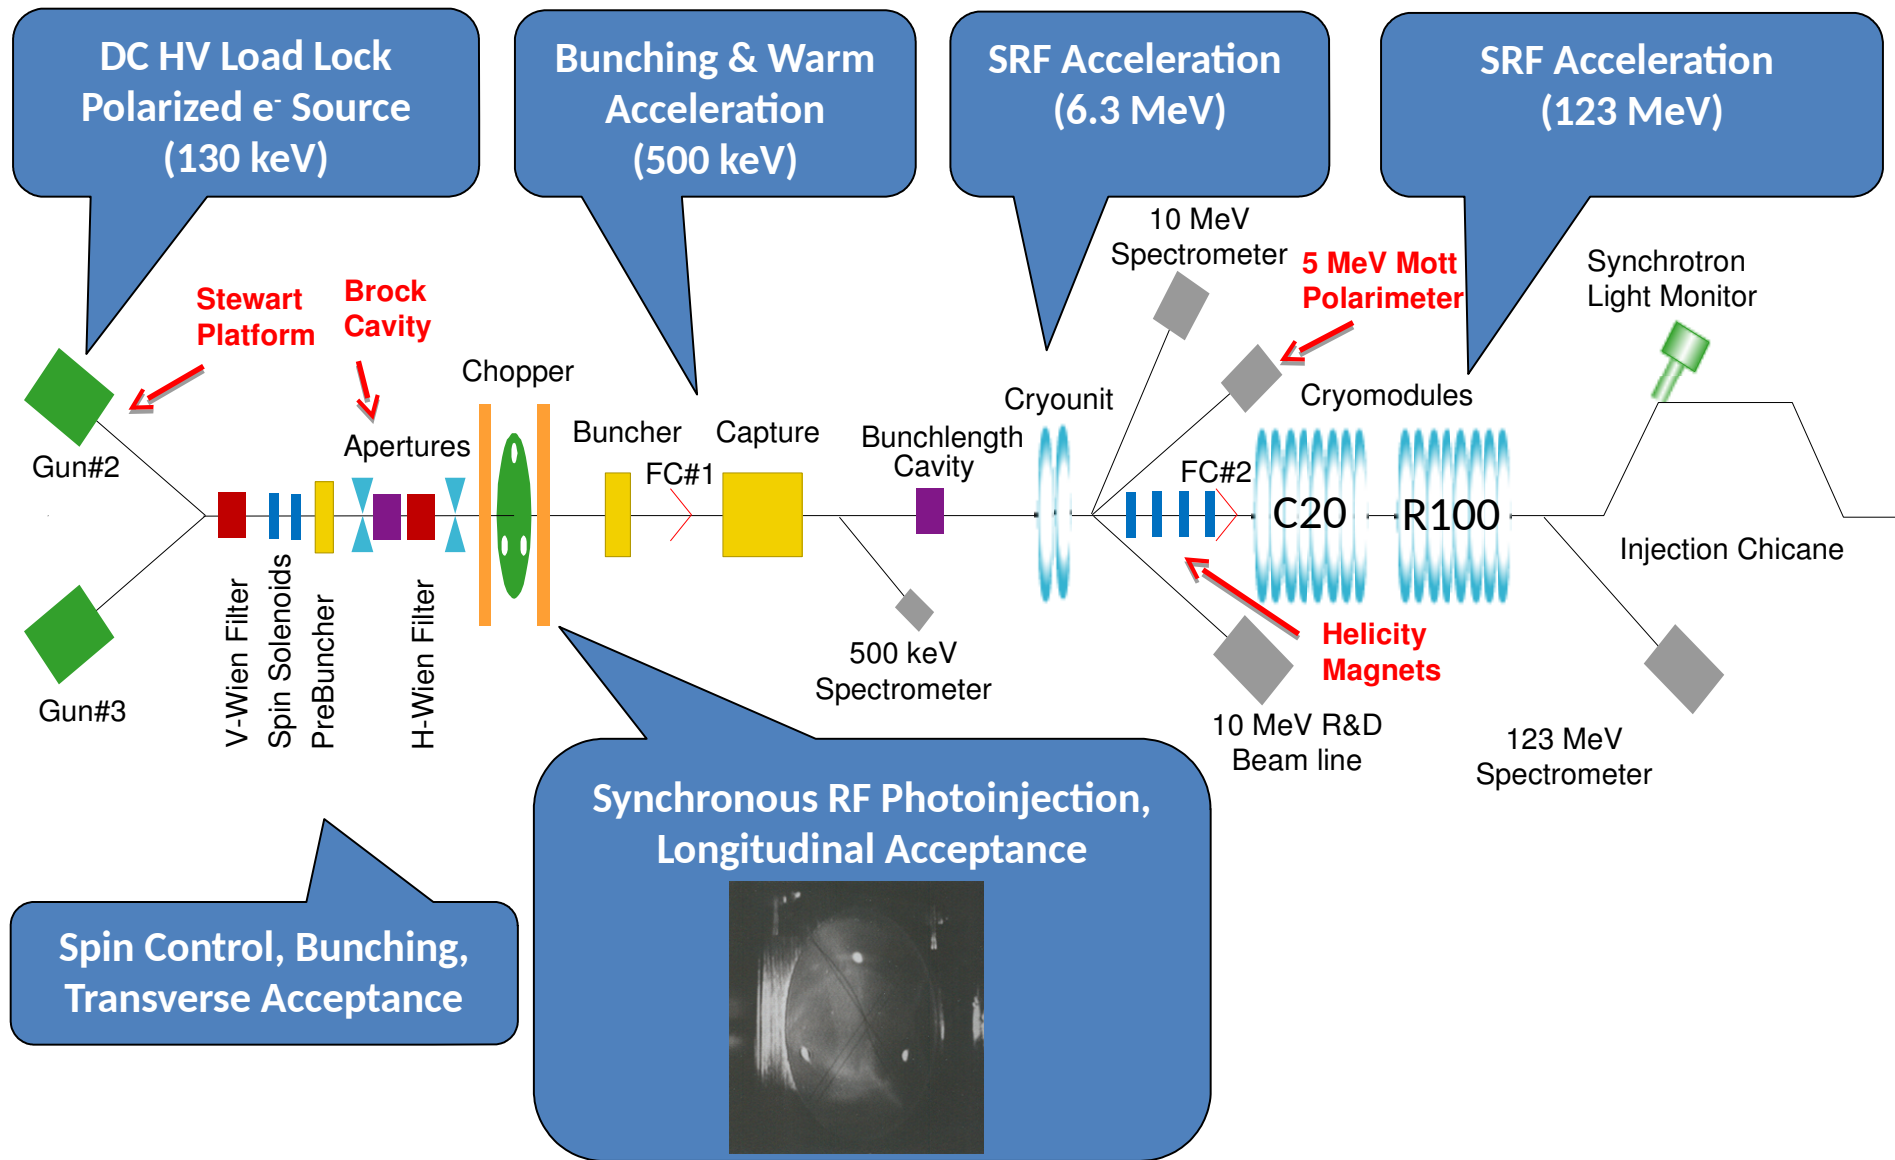 DC HV Load Lock
Polarized e- Source
(130 keV)
Bunching & Warm
Acceleration
(500 keV)
SRF Acceleration
(6.3 MeV)
SRF Acceleration
(123 MeV)
10 MeV
Spectrometer
5 MeV Mott
Polarimeter
Synchrotron
Light Monitor
Stewart
Platform
Brock
Cavity
Chopper
Cryounit
Cryomodules
Gun#2
Apertures
Buncher
FC#1
Capture
Bunchlength
Cavity
FC#2
C20
R100
Injection Chicane
V-Wien Filter
Spin Solenoids
PreBuncher
H-Wien Filter
500 keV
Spectrometer
Helicity
Magnets
Gun#3
10 MeV R&D
Beam line
123 MeV
Spectrometer
Synchronous RF Photoinjection,
Longitudinal Acceptance
Spin Control, Bunching,
Transverse Acceptance